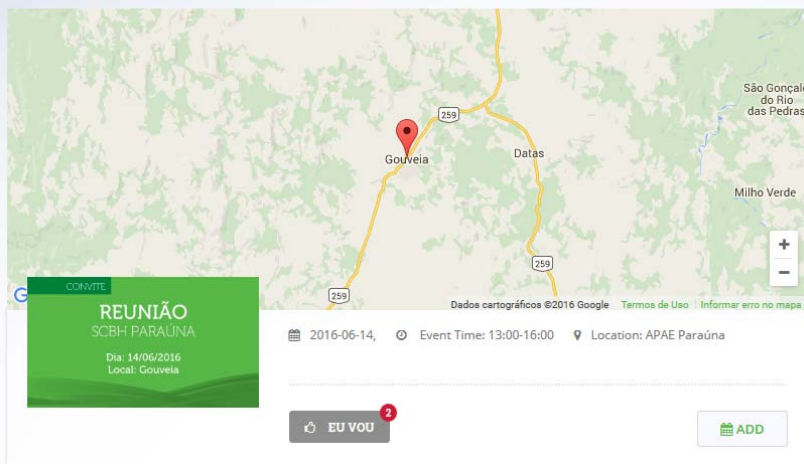 São Gonçalo
do Rio
das Pedras
259
Gouveia
Datas
Milho Verde
+
259
−
G
259
Dados cartográficos ©2016 Google Termos de Uso Informar erro no mapa
CONVITE
REUNIÃO
SCBH PARAÚNA
Dia: 14/06/2016
Local: Gouveia
2016-06-14, Event Time: 13:00-16:00 Location: APAE Paraúna
EU VOU
2
ADD